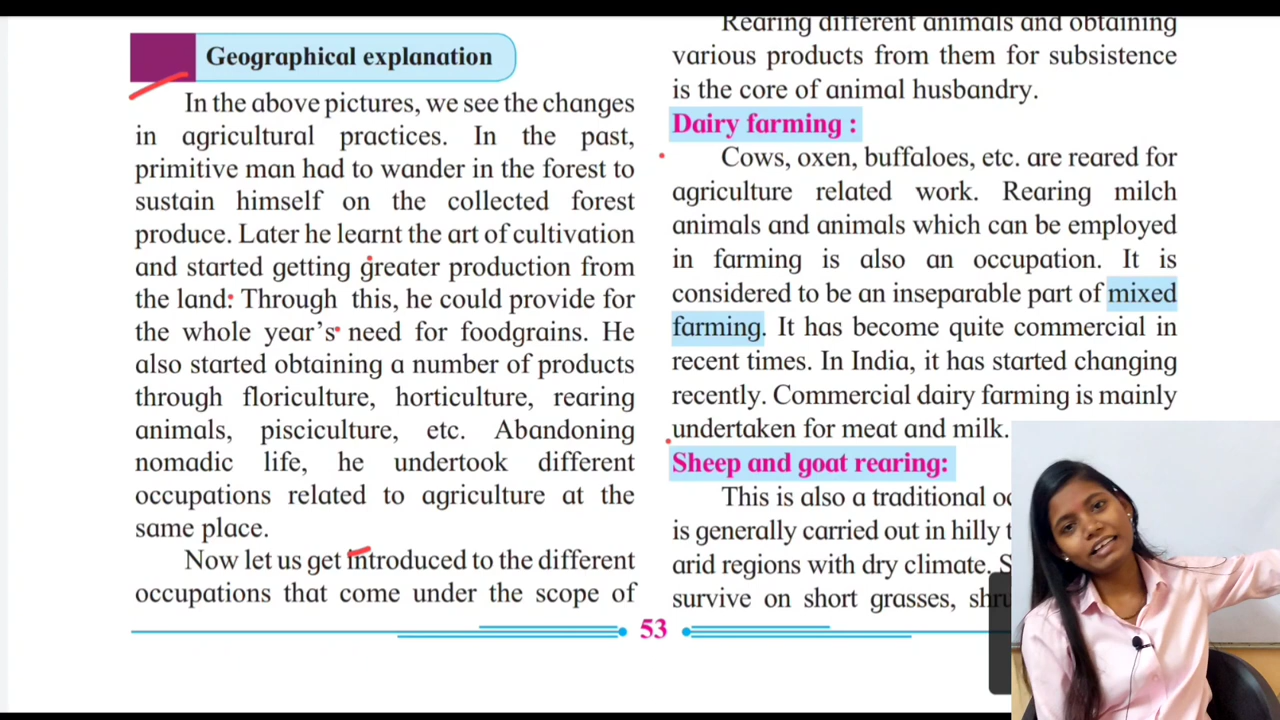 Geographical explanation
In the above pictures, we see the changes
in agricultural practices. In the past,
primitive man had to wander in the forest to
sustain himself on the collected forest
produce. Later he learnt the art of cultivation
and started getting greater production from
the land. Through this, he could provide for
the whole year's need for foodgrains. He
also started obtaining a number of products
through floriculture, horticulture, rearing
animals, pisciculture, etc. Abandoning
nomadic life, he undertook different
occupations related to agriculture at the
same place.
Now let us get introduced to the different
occupations that come under the scope of
Rearing different animals and obtaining
various products from them for subsistence
is the core of animal husbandry.
Dairy farming :
Cows, oxen, buffaloes, etc. are reared for
agriculture related work. Rearing milch
animals and animals which can be employed
in farming is also an occupation. It is
considered to be an inseparable part of mixed
farming. It has become quite commercial in
recent times. In India, it has started changing
recently. Commercial dairy farming is mainly
undertaken for meat and milk.
Sheep and goat rearing:
This is also a traditional
is generally carried out in hilly
arid regions with dry climate.
survive on short grasses,
53